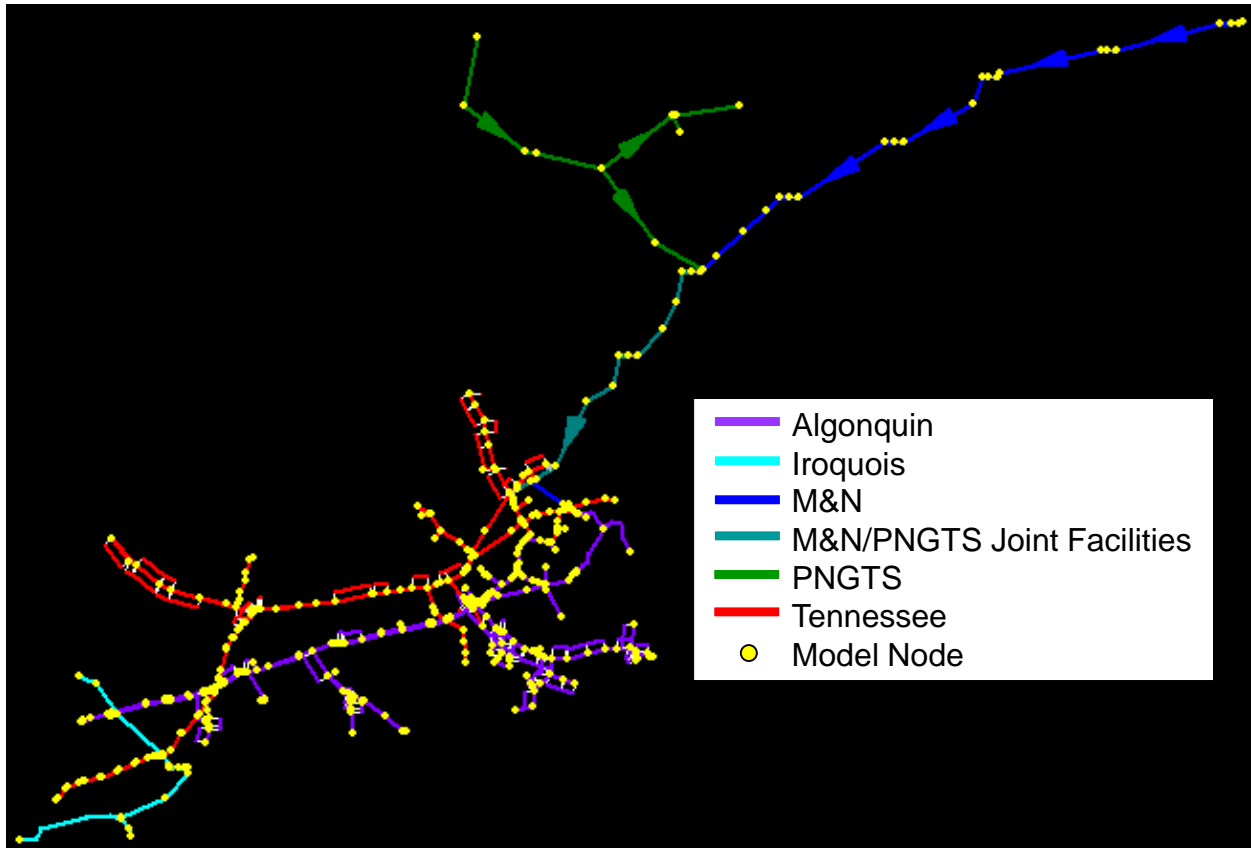 Algonquin
Iroquois
M&N
M&N/PNGTS Joint Facilities
PNGTS
Tennessee
Model Node